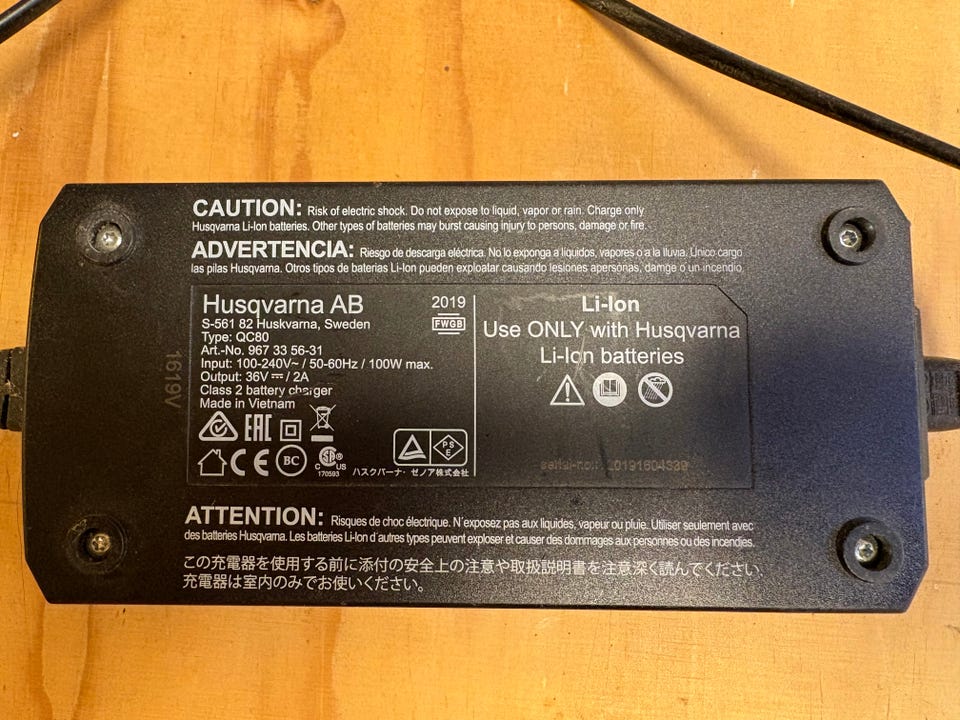 CAUTION: Risk of electric shock. Do not expose to liquid, vapor or rain. Charge only
Husqvarna Li-Ion batteries. Other types of batteries may burst causing injury to persons, damage or fire.
ADVERTENCIA: Riesgo de descarga eléctrica. No lo exponga a líquidos, vapores o a la lluvia. Único cargo
las pilas Husqvarna. Otros tipos de baterias Li-Ion pueden exploatar causando lesiones apersonas, damge o un incendio
Husqvarna AB
2019
S-561 82 Huskvarna, Sweden
FWGB
Type: QC80
Art.-No. 967 33 56-31
Input: 100-240V~ / 50-60Hz / 100W max.
Output: 36V ⎓ / 2A
Class 2 battery charger
Made in Vietnam
EAC
CE
BC
C US
170593
PS
E
ハスクバーナ・ゼノア株式会社
Li-Ion
Use ONLY with Husqvarna
Li-Ion batteries
serial-no.: 20191604339
1619V
ATTENTION: Risques de choc électrique. N´exposez pas aux liquides, vapeur ou pluie. Utiliser seulement avec
des batteries Husqvarna. Les batteries Li-Ion d´autres types peuvent exploser et causer des dommages aux personnes ou des incendies.
この充電器を使用する前に添付の安全上の注意や取扱説明書を注意深く読んでください。
充電器は室内のみでお使いください。